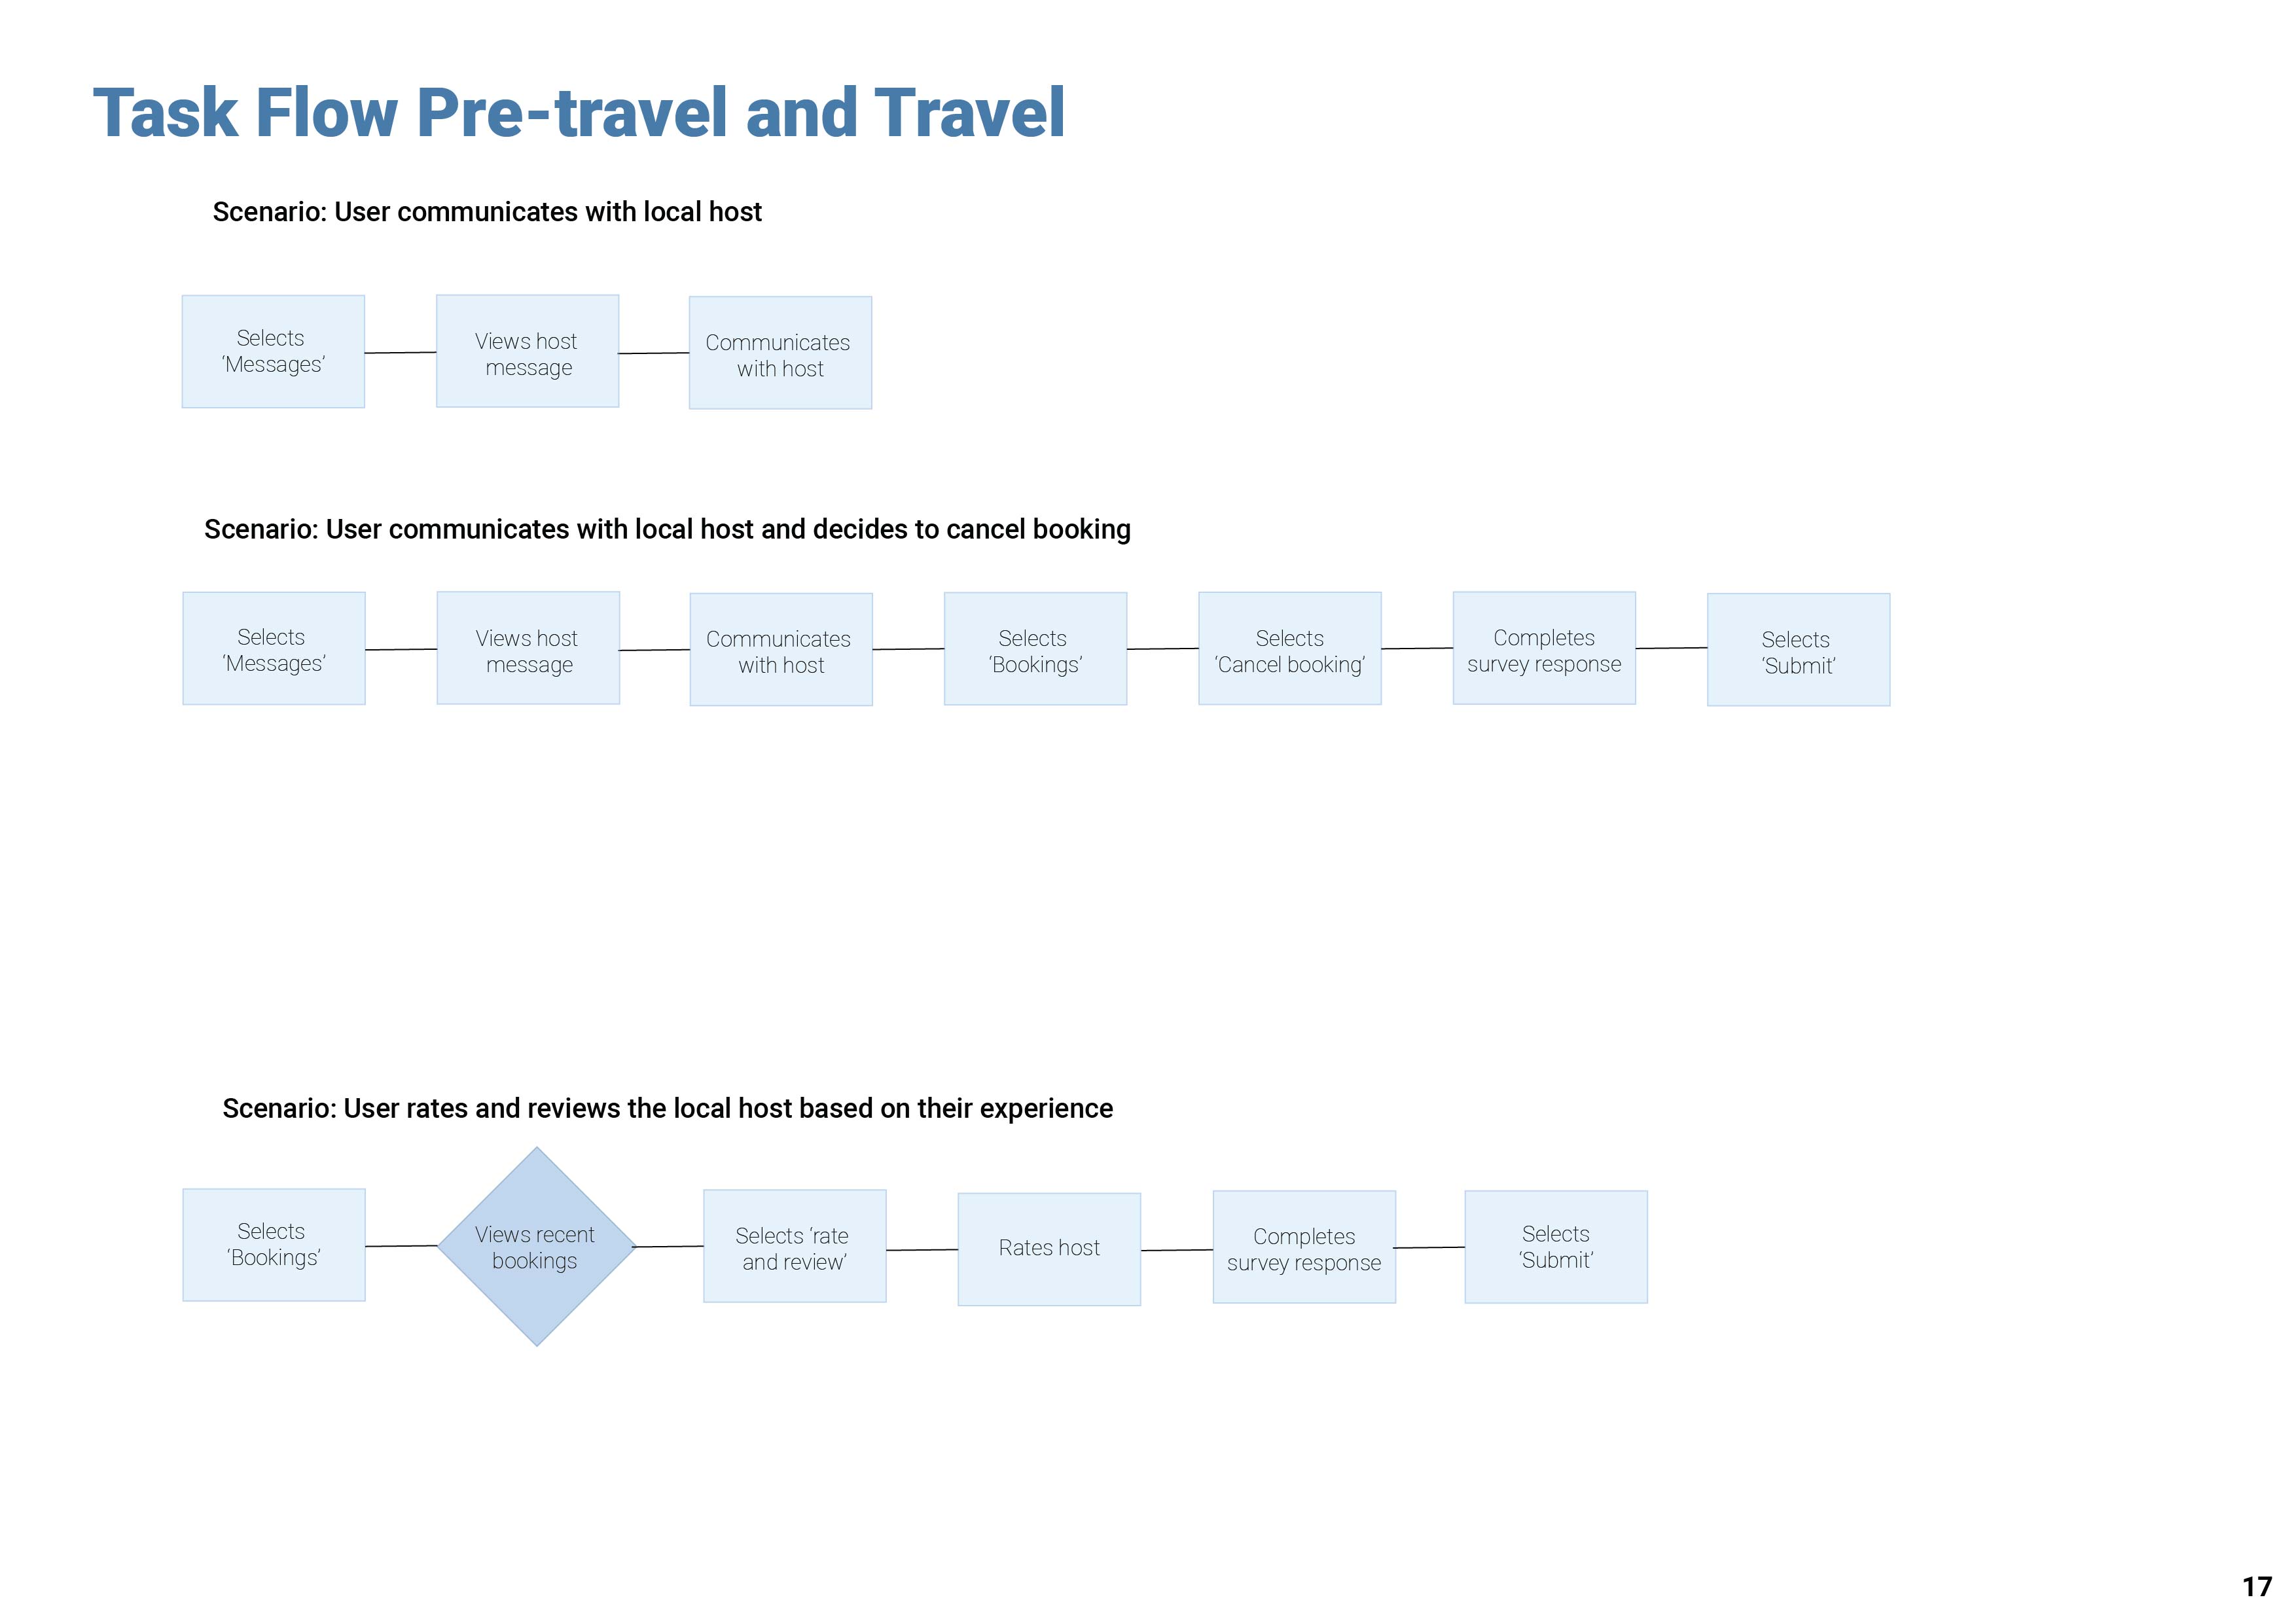 Task Flow Pre-travel and Travel
Scenario: User communicates with local host
Selects
‘Messages’
Views host
message
Communicates
with host
Scenario: User communicates with local host and decides to cancel booking
Selects
‘Messages’
Views host
message
Communicates
with host
Selects
‘Bookings’
Selects
‘Cancel booking’
Completes
survey response
Selects
‘Submit’
Scenario: User rates and reviews the local host based on their experience
Selects
‘Bookings’
Views recent
bookings
Selects ‘rate
and review’
Rates host
Completes
survey response
Selects
‘Submit’
17